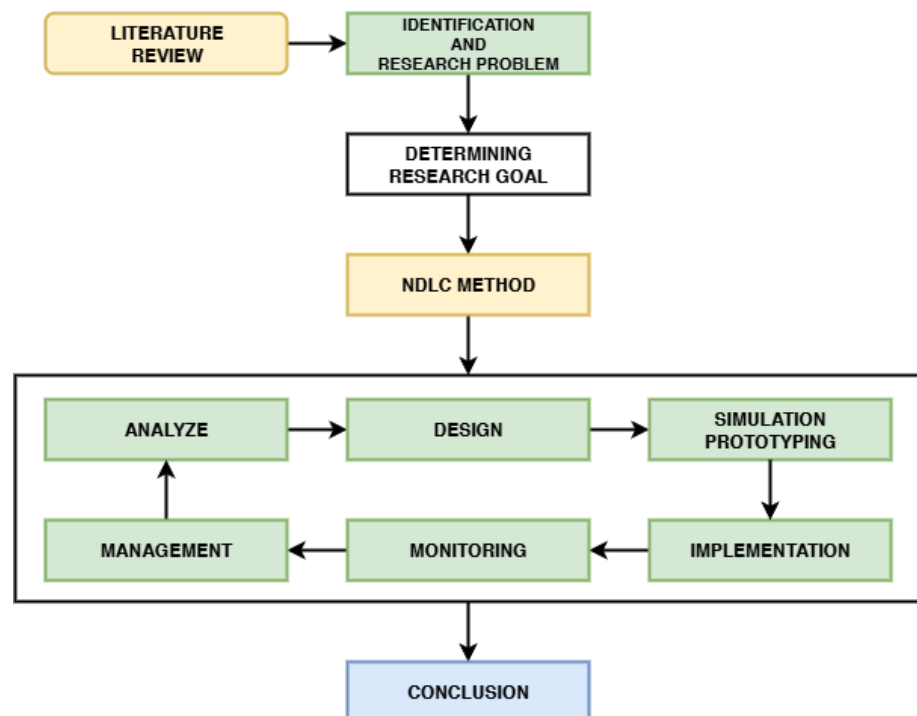 LITERATURE
REVIEW
IDENTIFICATION
AND
RESEARCH PROBLEM
DETERMINING
RESEARCH GOAL
NDLC METHOD
ANALYZE
DESIGN
SIMULATION
PROTOTYPING
MANAGEMENT
MONITORING
IMPLEMENTATION
CONCLUSION